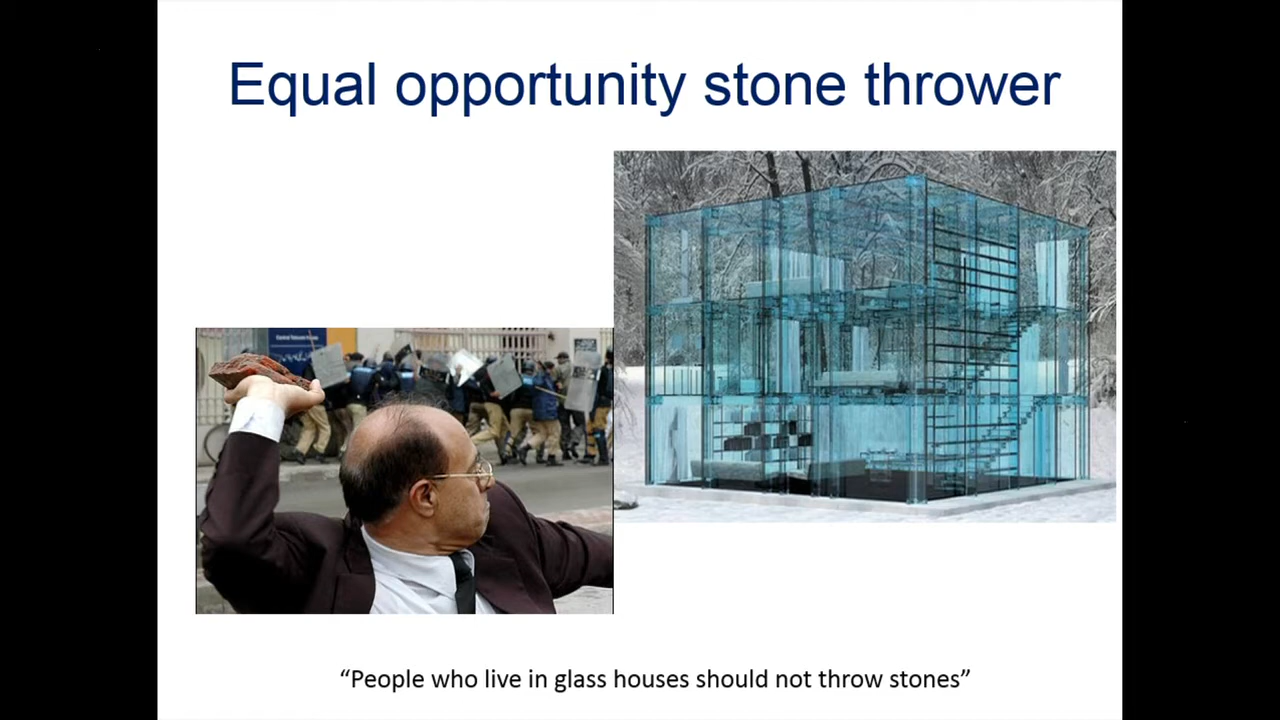 Equal opportunity stone thrower
“People who live in glass houses should not throw stones”